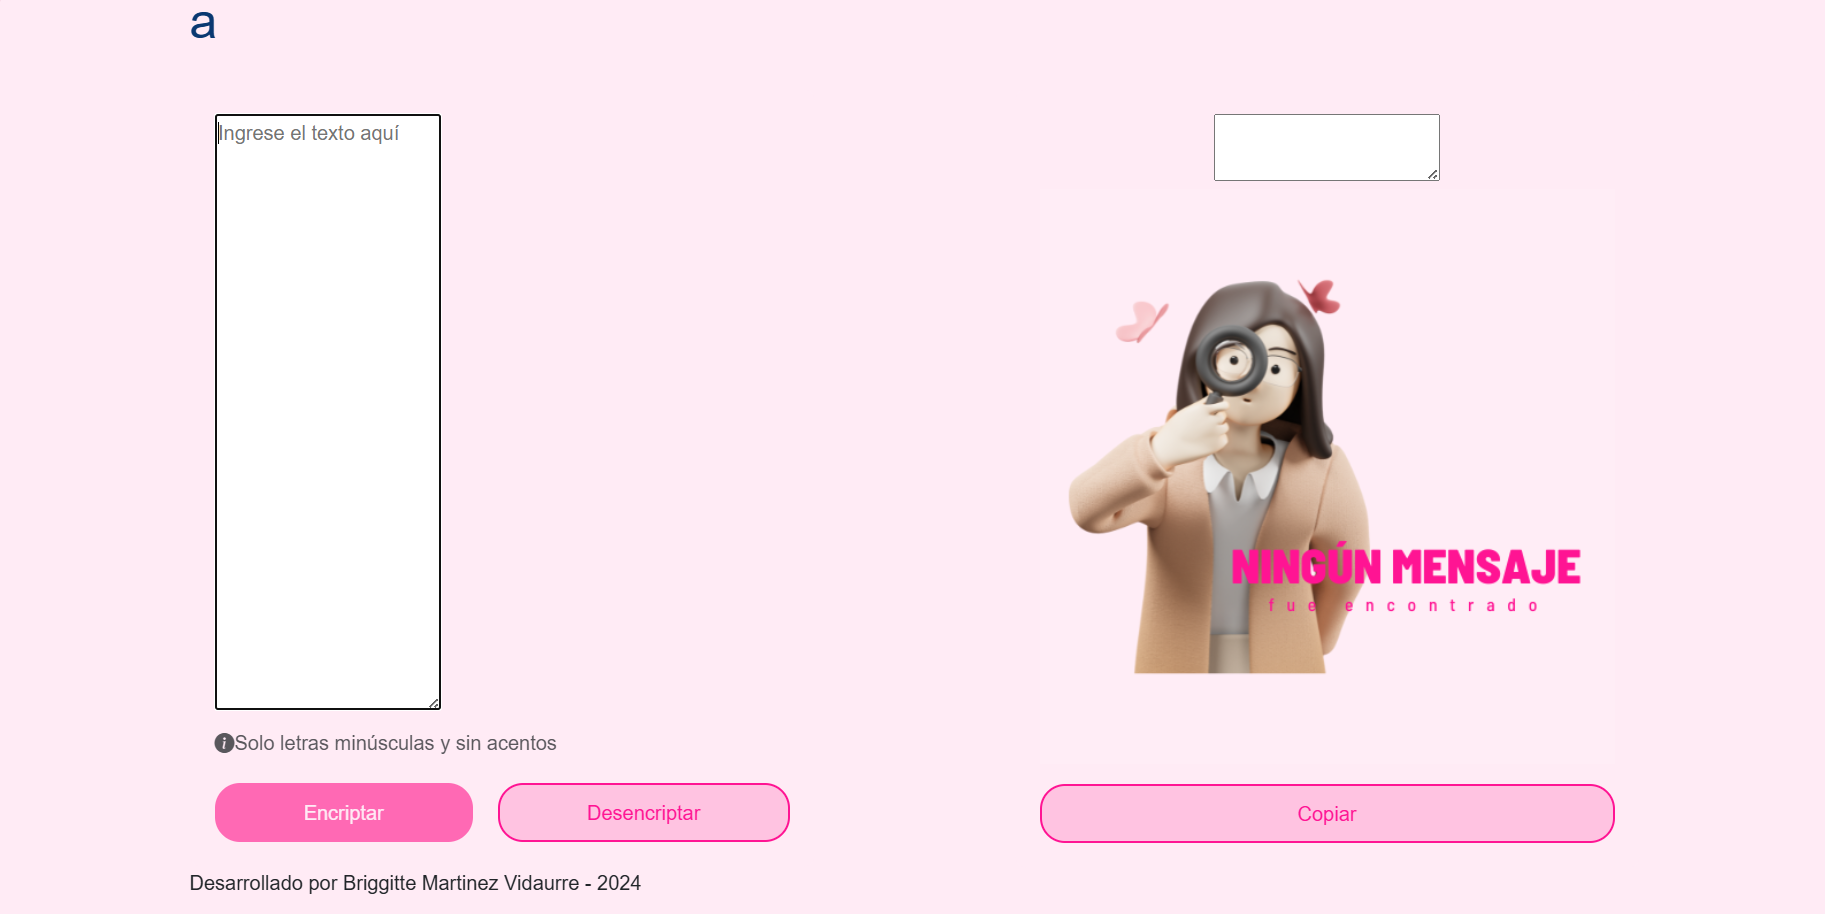 a
Ingrese el texto aquí
NINGÚN MENSAJE
fue encontrado
Solo letras minúsculas y sin acentos
Encriptar
Desencriptar
Copiar
Desarrollado por Briggitte Martinez Vidaurre - 2024